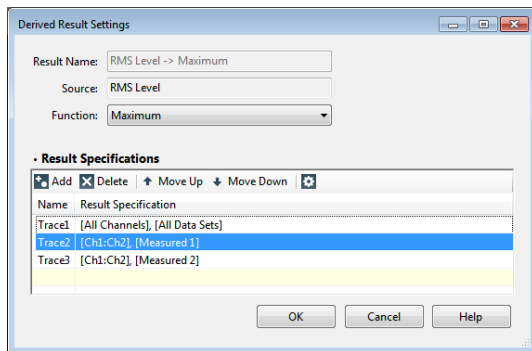 Derived Result Settings
Result Name: RMS Level -> Maximum
Source: RMS Level
Function: Maximum
• Result Specifications
Add Delete Move Up Move Down
Name Result Specification
Trace1 [All Channels], [All Data Sets]
Trace2 [Ch1:Ch2], [Measured 1]
Trace3 [Ch1:Ch2], [Measured 2]
OK Cancel Help